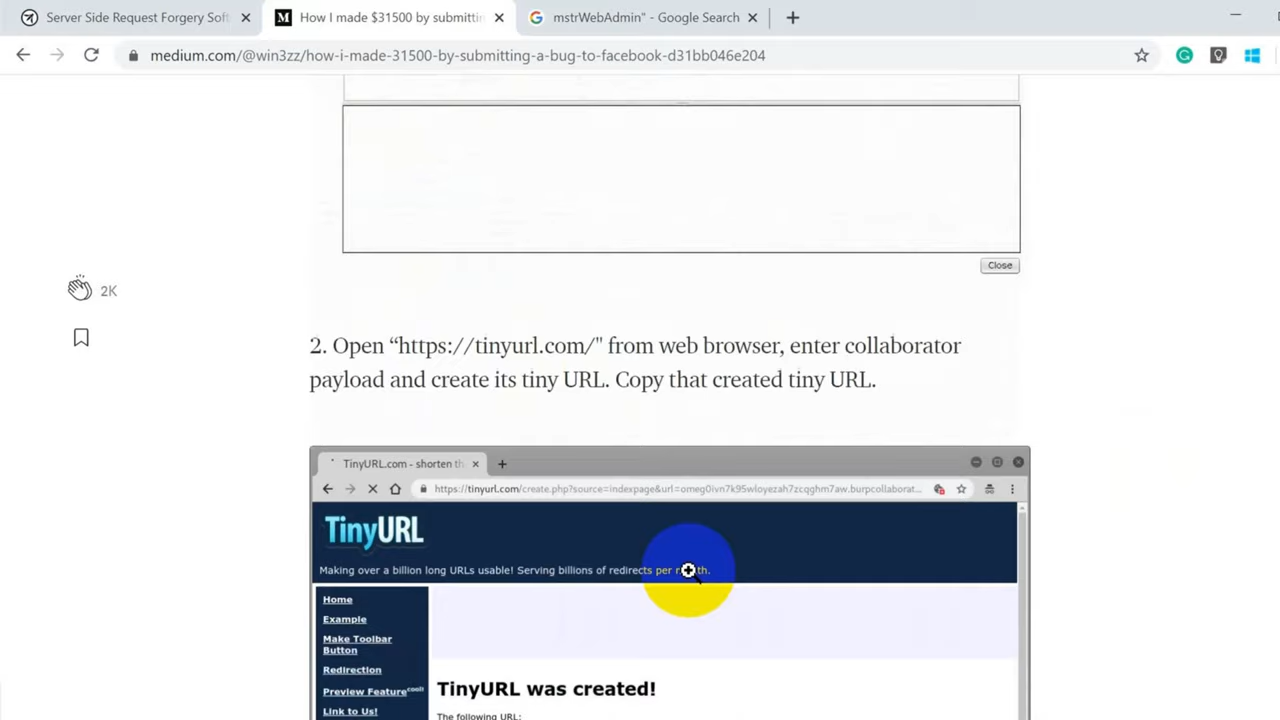 Server Side Request Forgery Soft
How I made $31500 by submittin
mstrWebAdmin" - Google Search
medium.com/@win3zz/how-i-made-31500-by-submitting-a-bug-to-facebook-d31bb046e204
Close
2K
2. Open “https://tinyurl.com/" from web browser, enter collaborator
payload and create its tiny URL. Copy that created tiny URL.
TinyURL.com - shorten th
TinyURL
Making over a billion long URLs usable! Serving billions of redirects per
Home
Example
Make Toolbar
Button
Redirection
Preview Feature cool!
Link to Us!
TinyURL was created!
The following URL: